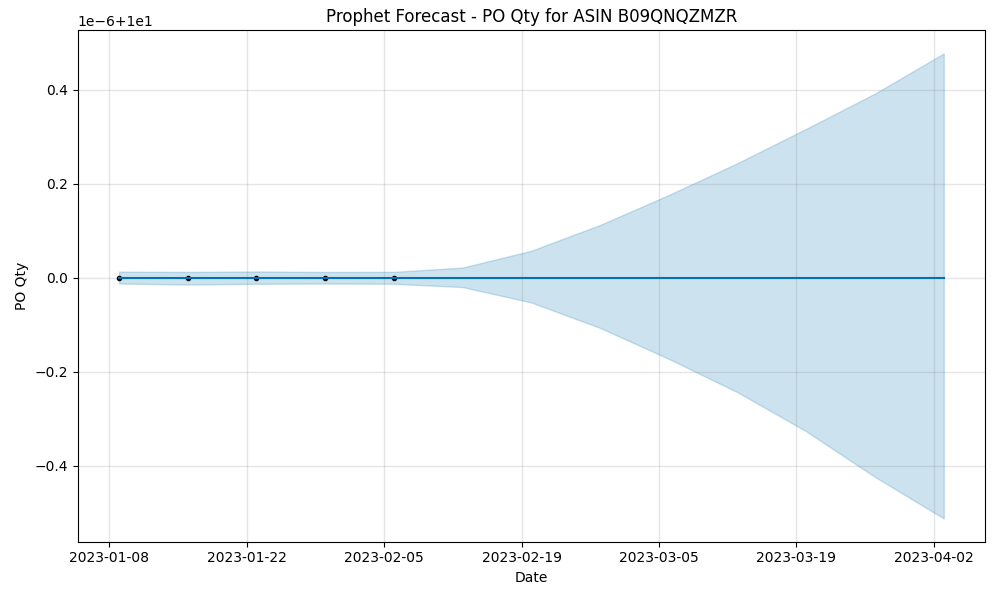 Prophet Forecast - PO Qty for ASIN B09QNQZMZR
1e−6+1e1
0.4
0.2
0.0
−0.2
−0.4
PO Qty
2023-01-08 2023-01-22 2023-02-05 2023-02-19 2023-03-05 2023-03-19 2023-04-02
Date